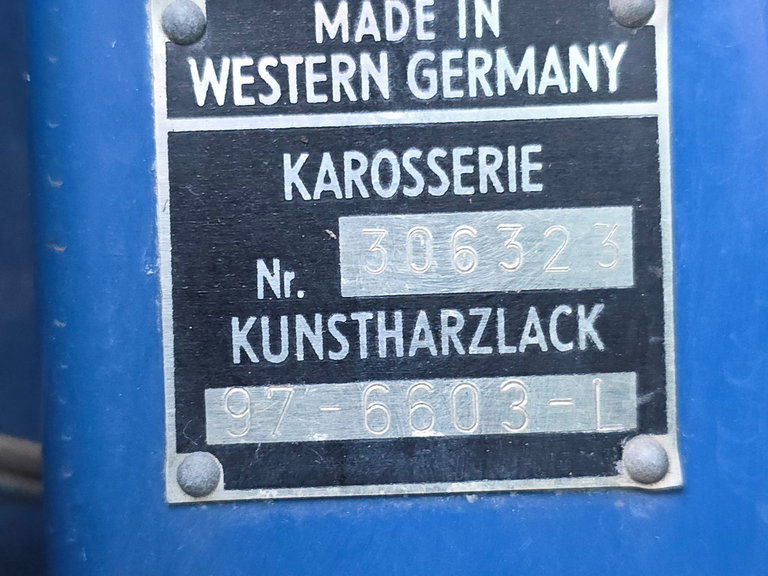 MADE IN
WESTERN GERMANY
KAROSSERIE
Nr. 306323
KUNSTHARZLACK
97-6603-L